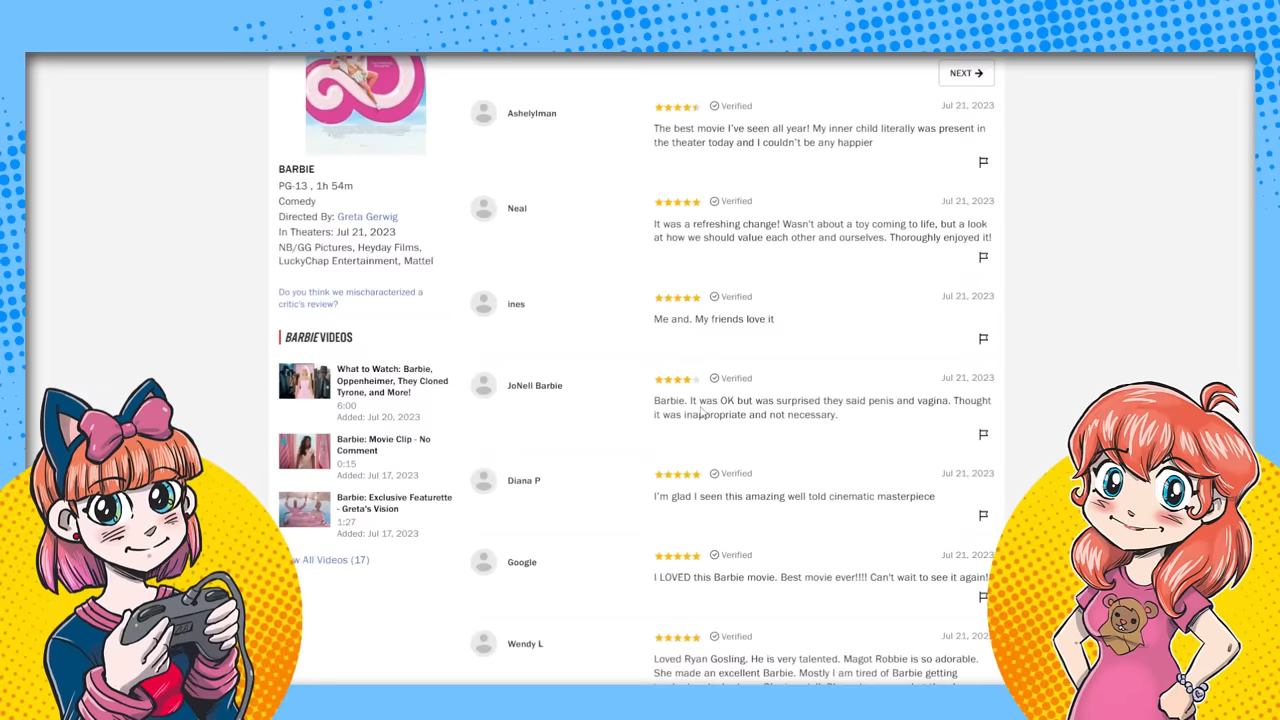 NEXT →
Ashelylman
Verified
Jul 21, 2023
The best movie I've seen all year! My inner child literally was present in
the theater today and I couldn't be any happier
BARBIE
PG-13 , 1h 54m
Comedy
Directed By: Greta Gerwig
In Theaters: Jul 21, 2023
NB/GG Pictures, Heyday Films,
LuckyChap Entertainment, Mattel
Do you think we mischaracterized a
critic's review?
BARBIE VIDEOS
What to Watch: Barbie,
Oppenheimer, They Cloned
Tyrone, and More!
6:00
Added: Jul 20, 2023
Barbie: Movie Clip - No
Comment
0:15
Added: Jul 17, 2023
Barbie: Exclusive Featurette
- Greta's Vision
1:27
Added: Jul 17, 2023
w All Videos (17)
Neal
Verified
Jul 21, 2023
It was a refreshing change! Wasn't about a toy coming to life, but a look
at how we should value each other and ourselves. Thoroughly enjoyed it!
ines
Verified
Jul 21, 2023
Me and. My friends love it
JoNell Barbie
Verified
Jul 21, 2023
Barbie. It was OK but was surprised they said penis and vagina. Thought
it was inappropriate and not necessary.
Diana P
Verified
Jul 21, 2023
I'm glad I seen this amazing well told cinematic masterpiece
Google
Verified
Jul 21, 2023
I LOVED this Barbie movie. Best movie ever!!!! Can't wait to see it again!
Wendy L
Verified
Jul 21, 202
Loved Ryan Gosling. He is very talented. Magot Robbie is so adorable.
She made an excellent Barbie. Mostly I am tired of Barbie getting